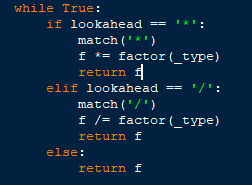 while True:
    if lookahead == '*':
        match('*')
        f *= factor(_type)
        return f
    elif lookahead == '/':
        match('/')
        f /= factor(_type)
        return f
    else:
        return f